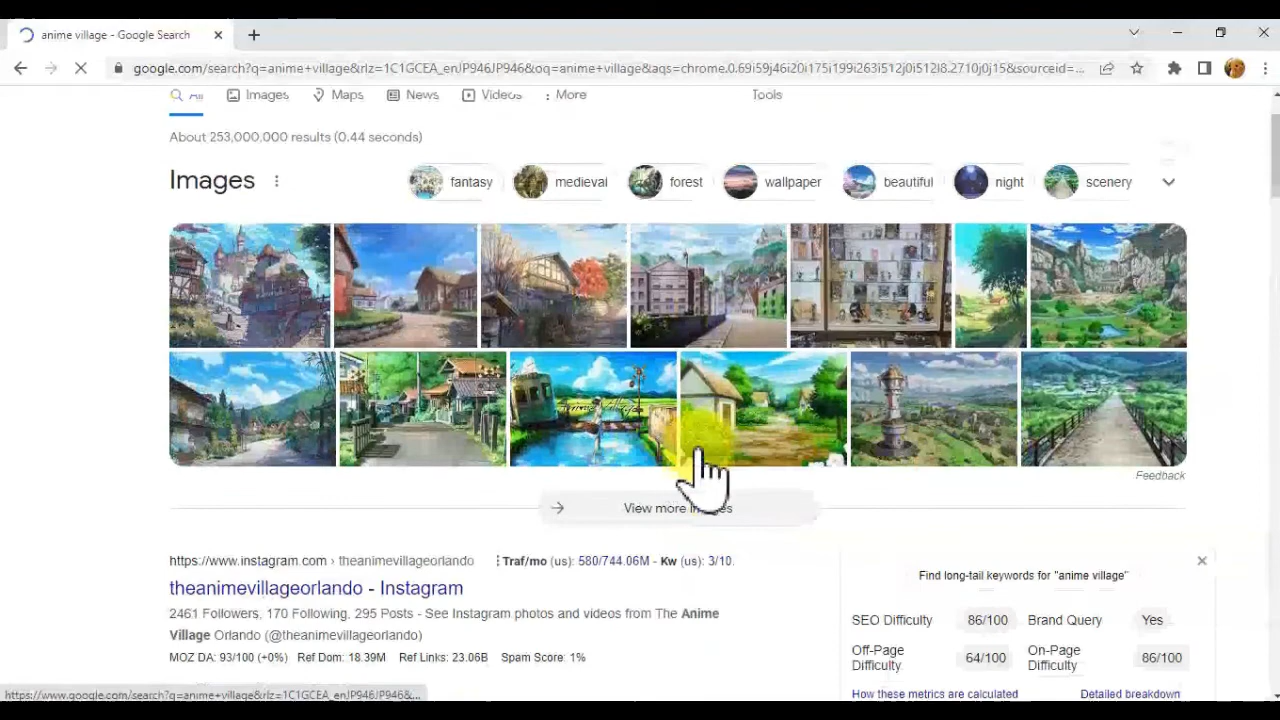 anime village - Google Search
google.com/search?q=anime+village&rlz=1C1GCEA_enJP946JP946&oq=anime+village&aqs=chrome.0.69i59j46i20i175i199i263i512j0i512l8.2710j0j15&sourceid=...
All Images Maps News Videos More Tools
About 253,000,000 results (0.44 seconds)
Images
fantasy medieval forest wallpaper beautiful night scenery
Anime Village
Feedback
View more images
https://www.instagram.com › theanimevillageorlando Traf/mo (us): 580/744.06M - Kw (us): 3/10.
theanimevillageorlando - Instagram
2461 Followers, 170 Following, 295 Posts - See Instagram photos and videos from The Anime
Village Orlando (@theanimevillageorlando)
MOZ DA: 93/100 (+0%) Ref Dom: 18.39M Ref Links: 23.06B Spam Score: 1%
Find long-tail keywords for "anime village"
SEO Difficulty 86/100 Brand Query Yes
Off-Page Difficulty 64/100 On-Page Difficulty 86/100
How these metrics are calculated Detailed breakdown
https://www.google.com/search?q=anime+village&rlz=1C1GCEA_enJP946JP946&...